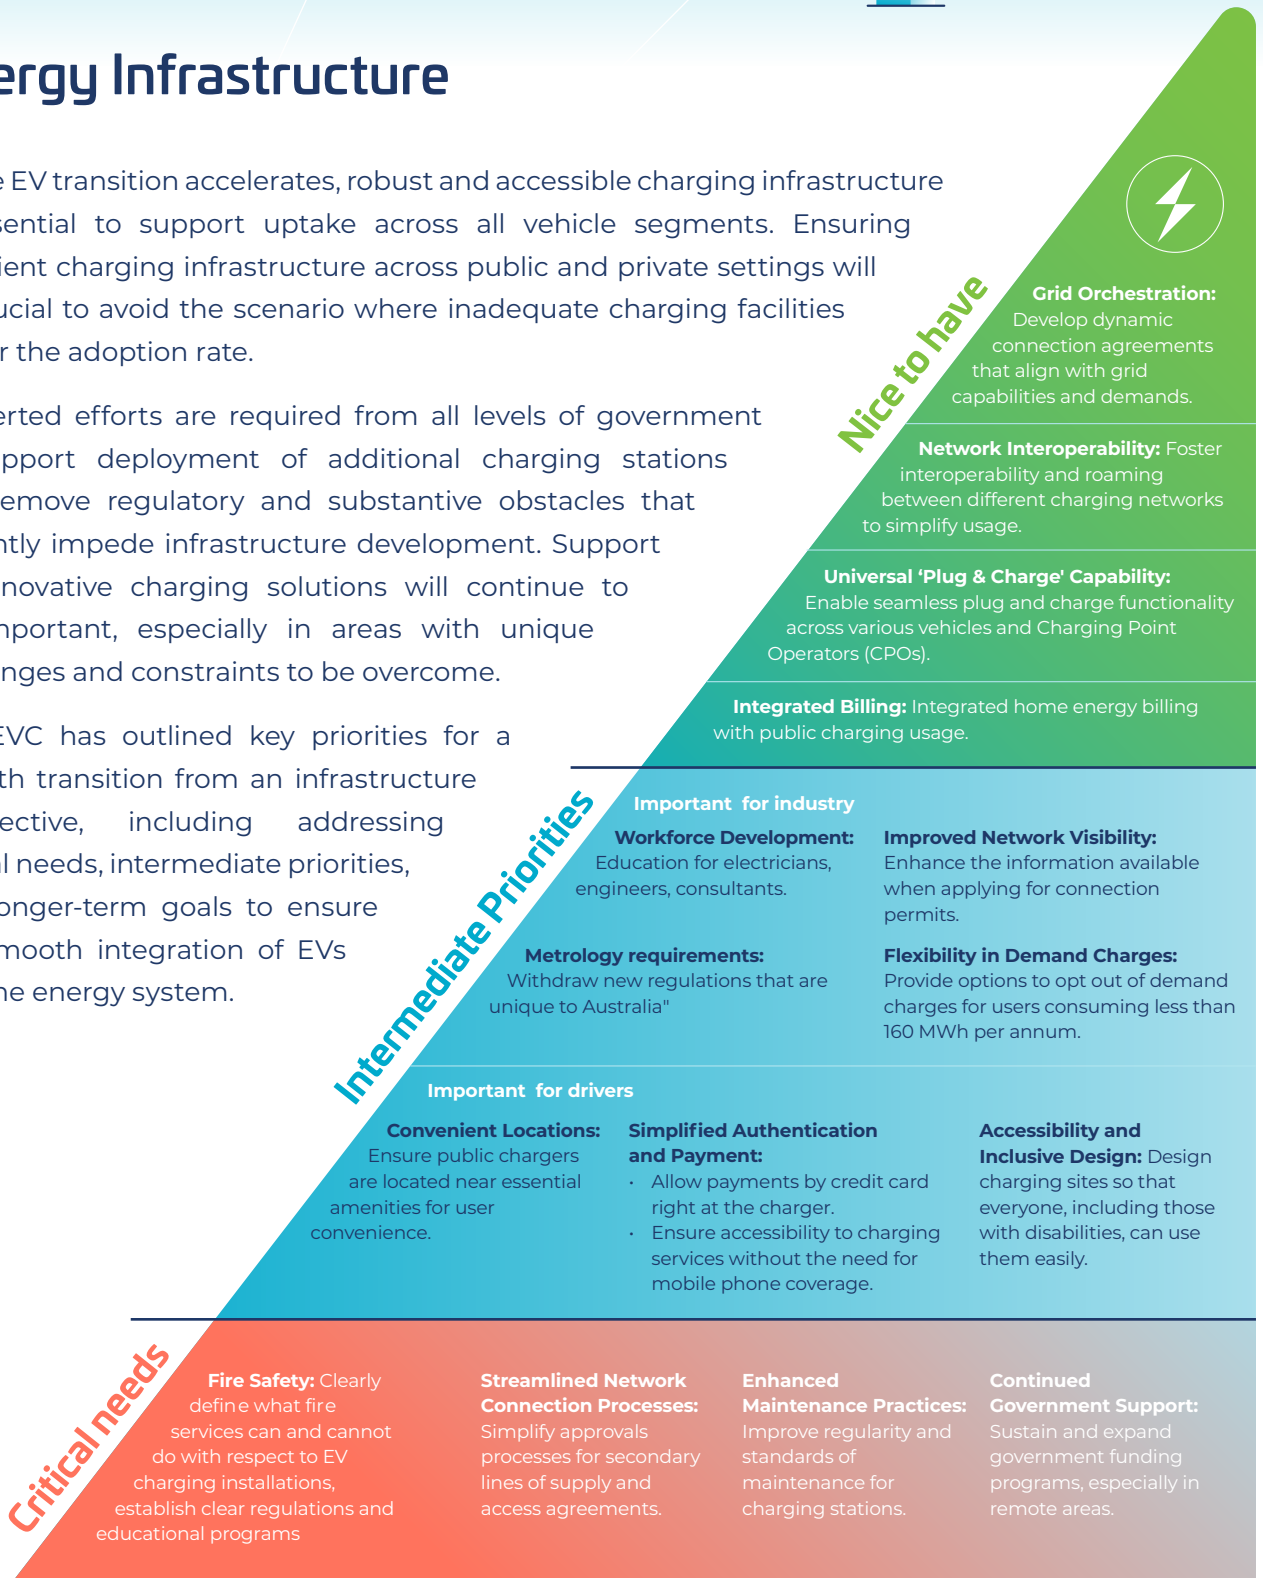 ergy Infrastructure
EV transition accelerates, robust and accessible charging infrastructure
sential to support uptake across all vehicle segments. Ensuring
ient charging infrastructure across public and private settings will
ucial to avoid the scenario where inadequate charging facilities
r the adoption rate.
erted efforts are required from all levels of government
pport deployment of additional charging stations
emove regulatory and substantive obstacles that
ntly impede infrastructure development. Support
novative charging solutions will continue to
mportant, especially in areas with unique
nges and constraints to be overcome.
EVC has outlined key priorities for a
th transition from an infrastructure
ective, including addressing
l needs, intermediate priorities,
onger-term goals to ensure
mooth integration of EVs
he energy system.
Nice to have
Grid Orchestration:
Develop dynamic
connection agreements
that align with grid
capabilities and demands.
Network Interoperability: Foster
interoperability and roaming
between different charging networks
to simplify usage.
Universal ‘Plug & Charge' Capability:
Enable seamless plug and charge functionality
across various vehicles and Charging Point
Operators (CPOs).
Integrated Billing: Integrated home energy billing
with public charging usage.
Intermediate Priorities
Important for industry
Workforce Development:
Education for electricians,
engineers, consultants.
Improved Network Visibility:
Enhance the information available
when applying for connection
permits.
Metrology requirements:
Withdraw new regulations that are
unique to Australia"
Flexibility in Demand Charges:
Provide options to opt out of demand
charges for users consuming less than
160 MWh per annum.
Important for drivers
Convenient Locations:
Ensure public chargers
are located near essential
amenities for user
convenience.
Simplified Authentication
and Payment:
• Allow payments by credit card
right at the charger.
• Ensure accessibility to charging
services without the need for
mobile phone coverage.
Accessibility and
Inclusive Design: Design
charging sites so that
everyone, including those
with disabilities, can use
them easily.
Critical needs
Fire Safety: Clearly
define what fire
services can and cannot
do with respect to EV
charging installations,
establish clear regulations and
educational programs
Streamlined Network
Connection Processes:
Simplify approvals
processes for secondary
lines of supply and
access agreements.
Enhanced
Maintenance Practices:
Improve regularity and
standards of
maintenance for
charging stations.
Continued
Government Support:
Sustain and expand
government funding
programs, especially in
remote areas.